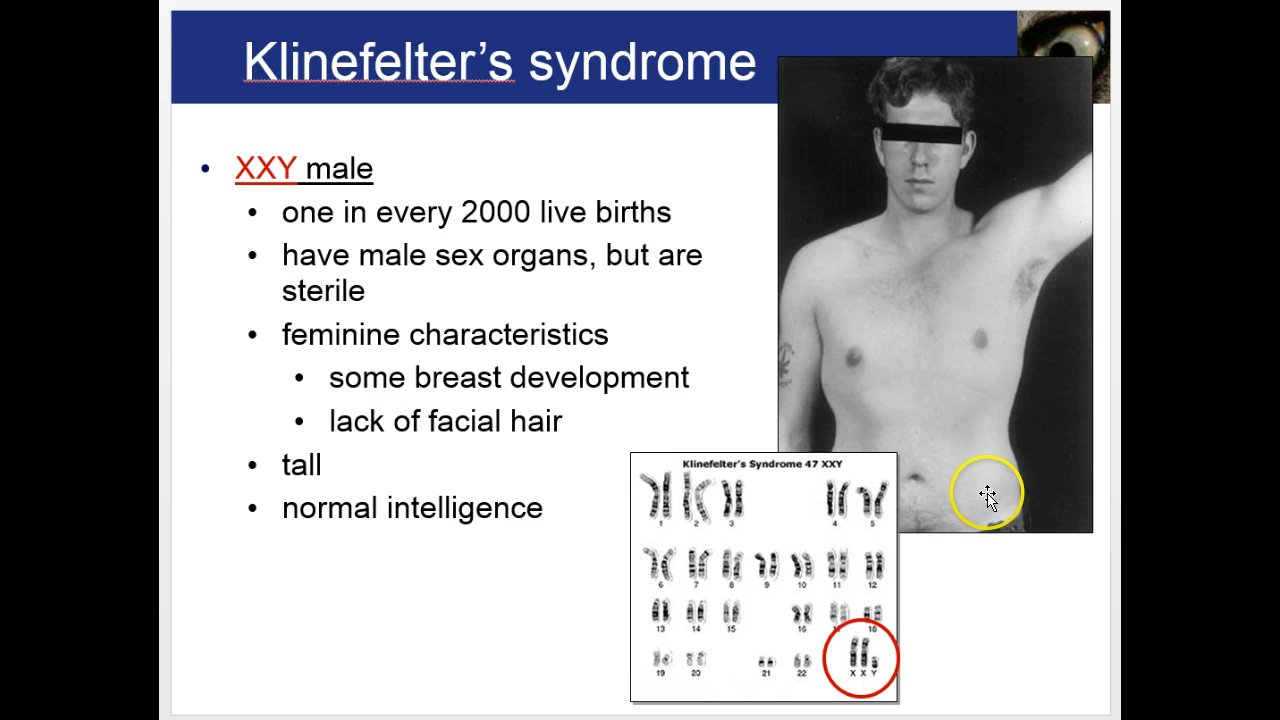 Klinefelter's syndrome
• XXY male
• one in every 2000 live births
• have male sex organs, but are
sterile
• feminine characteristics
• some breast development
• lack of facial hair
• tall
• normal intelligence
Klinefelter's Syndrome 47 XXY
1 2 3 4 5
6 7 8 9 10 11 12
13 14 15 16 18
19 20 21 22 X X Y